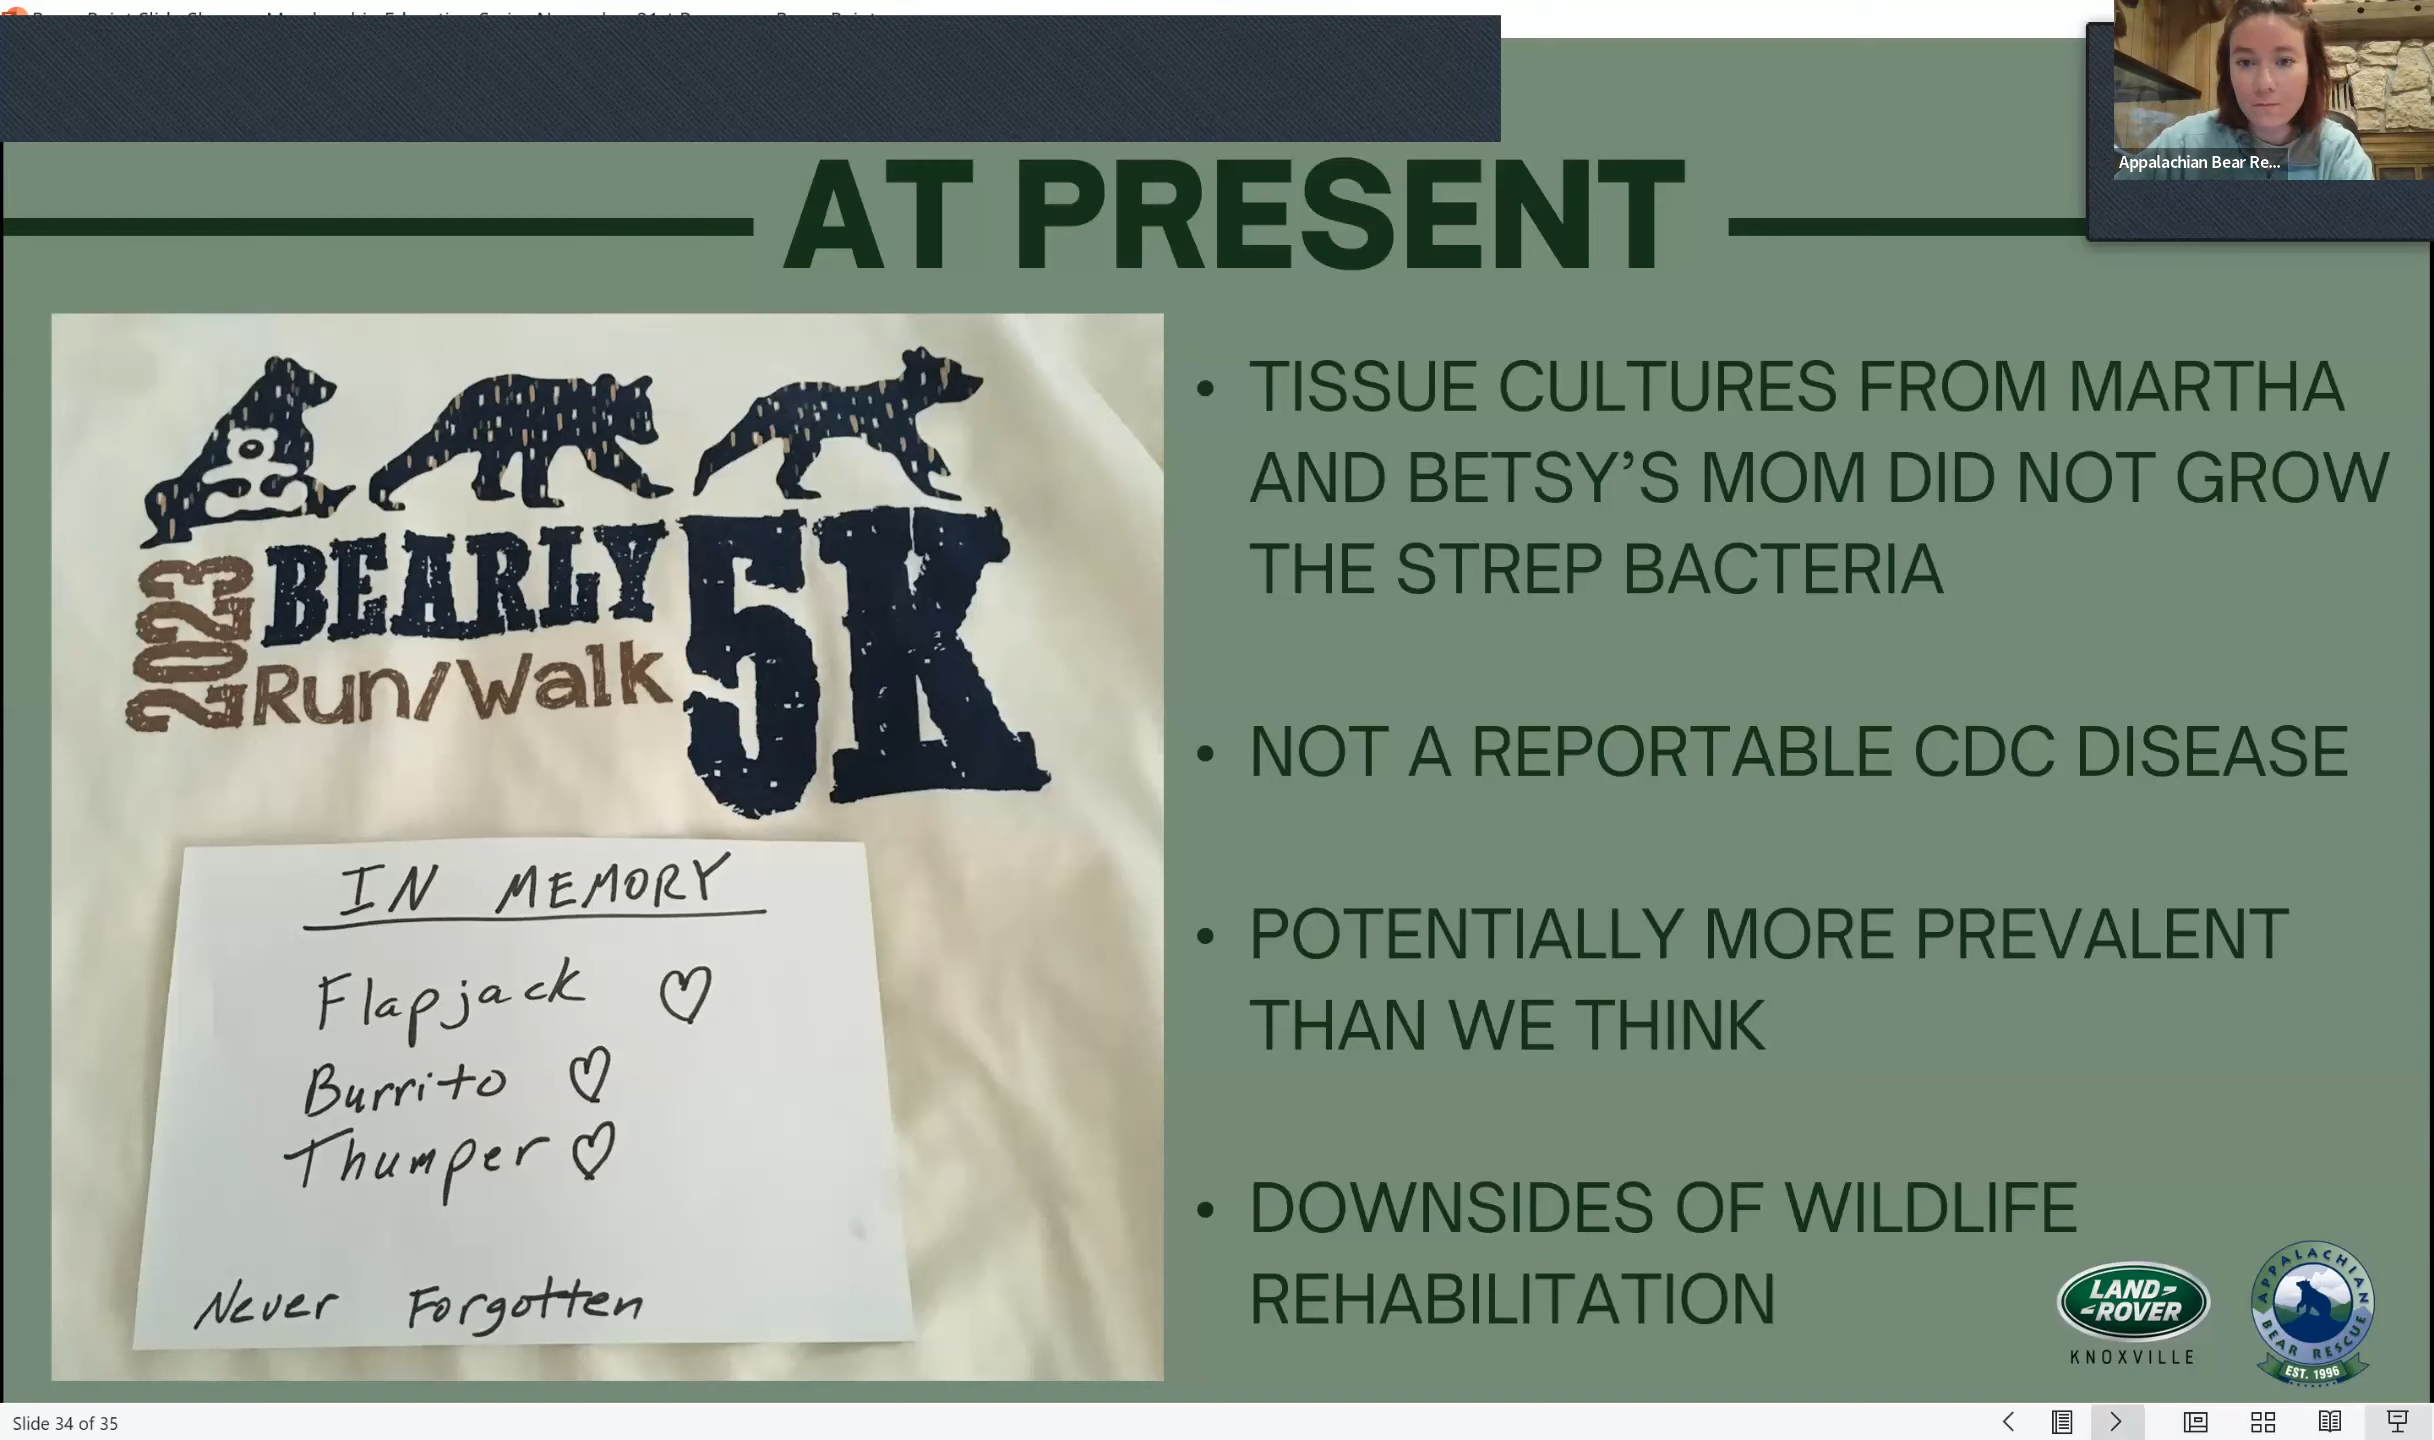 Appalachian Bear Re...
AT PRESENT
2023
BEARLY
5K
Run/Walk
IN MEMORY
Flapjack ♡
Burrito ♡
Thumper ♡
Never Forgotten
• TISSUE CULTURES FROM MARTHA
AND BETSY’S MOM DID NOT GROW
THE STREP BACTERIA
• NOT A REPORTABLE CDC DISEASE
• POTENTIALLY MORE PREVALENT
THAN WE THINK
• DOWNSIDES OF WILDLIFE
REHABILITATION
LAND
ROVER
KNOXVILLE
APPALACHIAN
BEAR RESCUE
EST. 1996
Slide 34 of 35